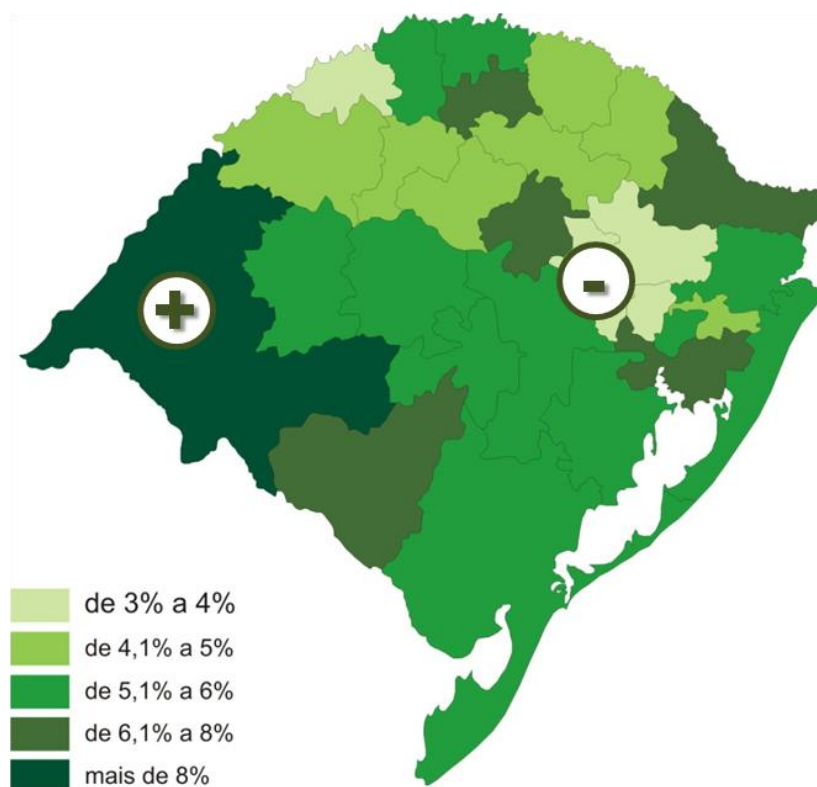 +
-
de 3% a 4%
de 4,1% a 5%
de 5,1% a 6%
de 6,1% a 8%
mais de 8%